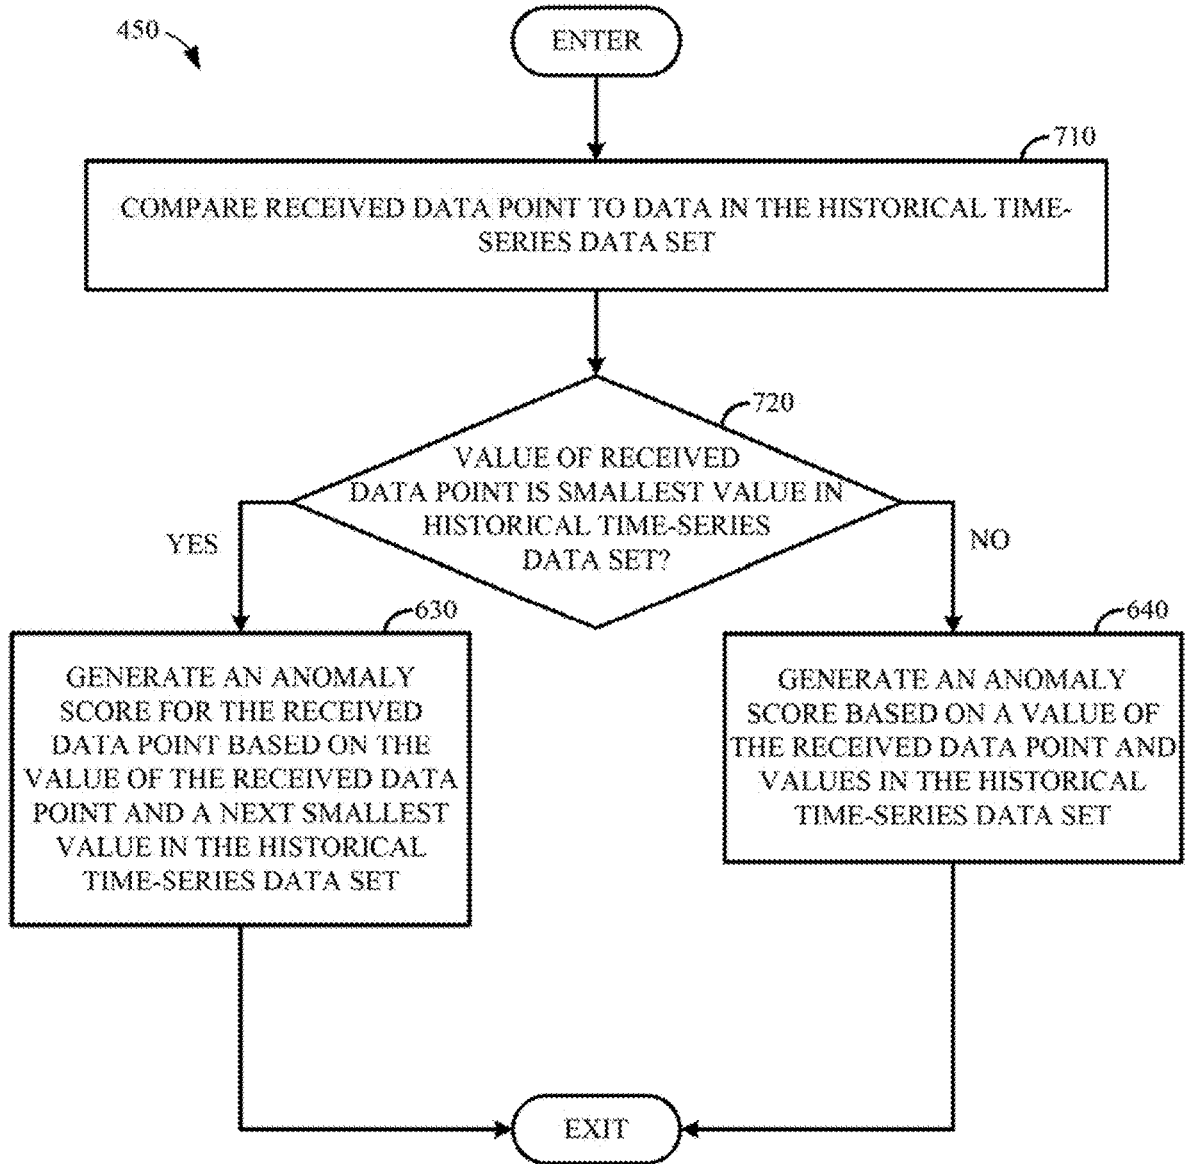 450
ENTER
710
COMPARE RECEIVED DATA POINT TO DATA IN THE HISTORICAL TIME-
SERIES DATA SET
720
VALUE OF RECEIVED
DATA POINT IS SMALLEST VALUE IN
HISTORICAL TIME-SERIES
DATA SET?
YES
NO
630
GENERATE AN ANOMALY
SCORE FOR THE RECEIVED
DATA POINT BASED ON THE
VALUE OF THE RECEIVED DATA
POINT AND A NEXT SMALLEST
VALUE IN THE HISTORICAL
TIME-SERIES DATA SET
640
GENERATE AN ANOMALY
SCORE BASED ON A VALUE OF
THE RECEIVED DATA POINT AND
VALUES IN THE HISTORICAL
TIME-SERIES DATA SET
EXIT